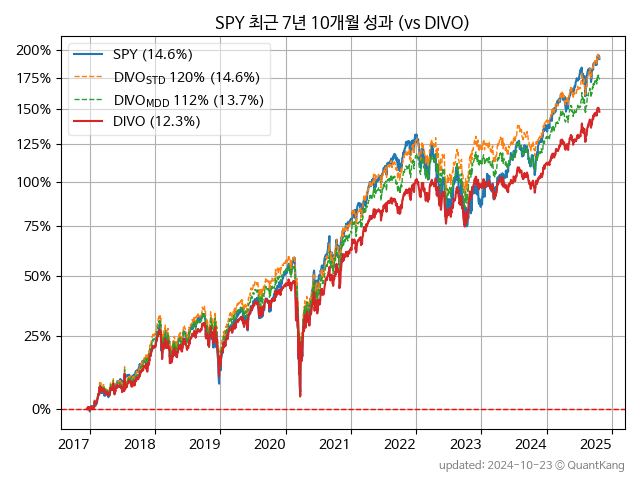 SPY 최근 7년 10개월 성과 (vs DIVO)
200%
175%
150%
125%
100%
75%
50%
25%
0%
SPY (14.6%)
DIVO_STD 120% (14.6%)
DIVO_MDD 112% (13.7%)
DIVO (12.3%)
2017 2018 2019 2020 2021 2022 2023 2024 2025
updated: 2024-10-23 © QuantKang